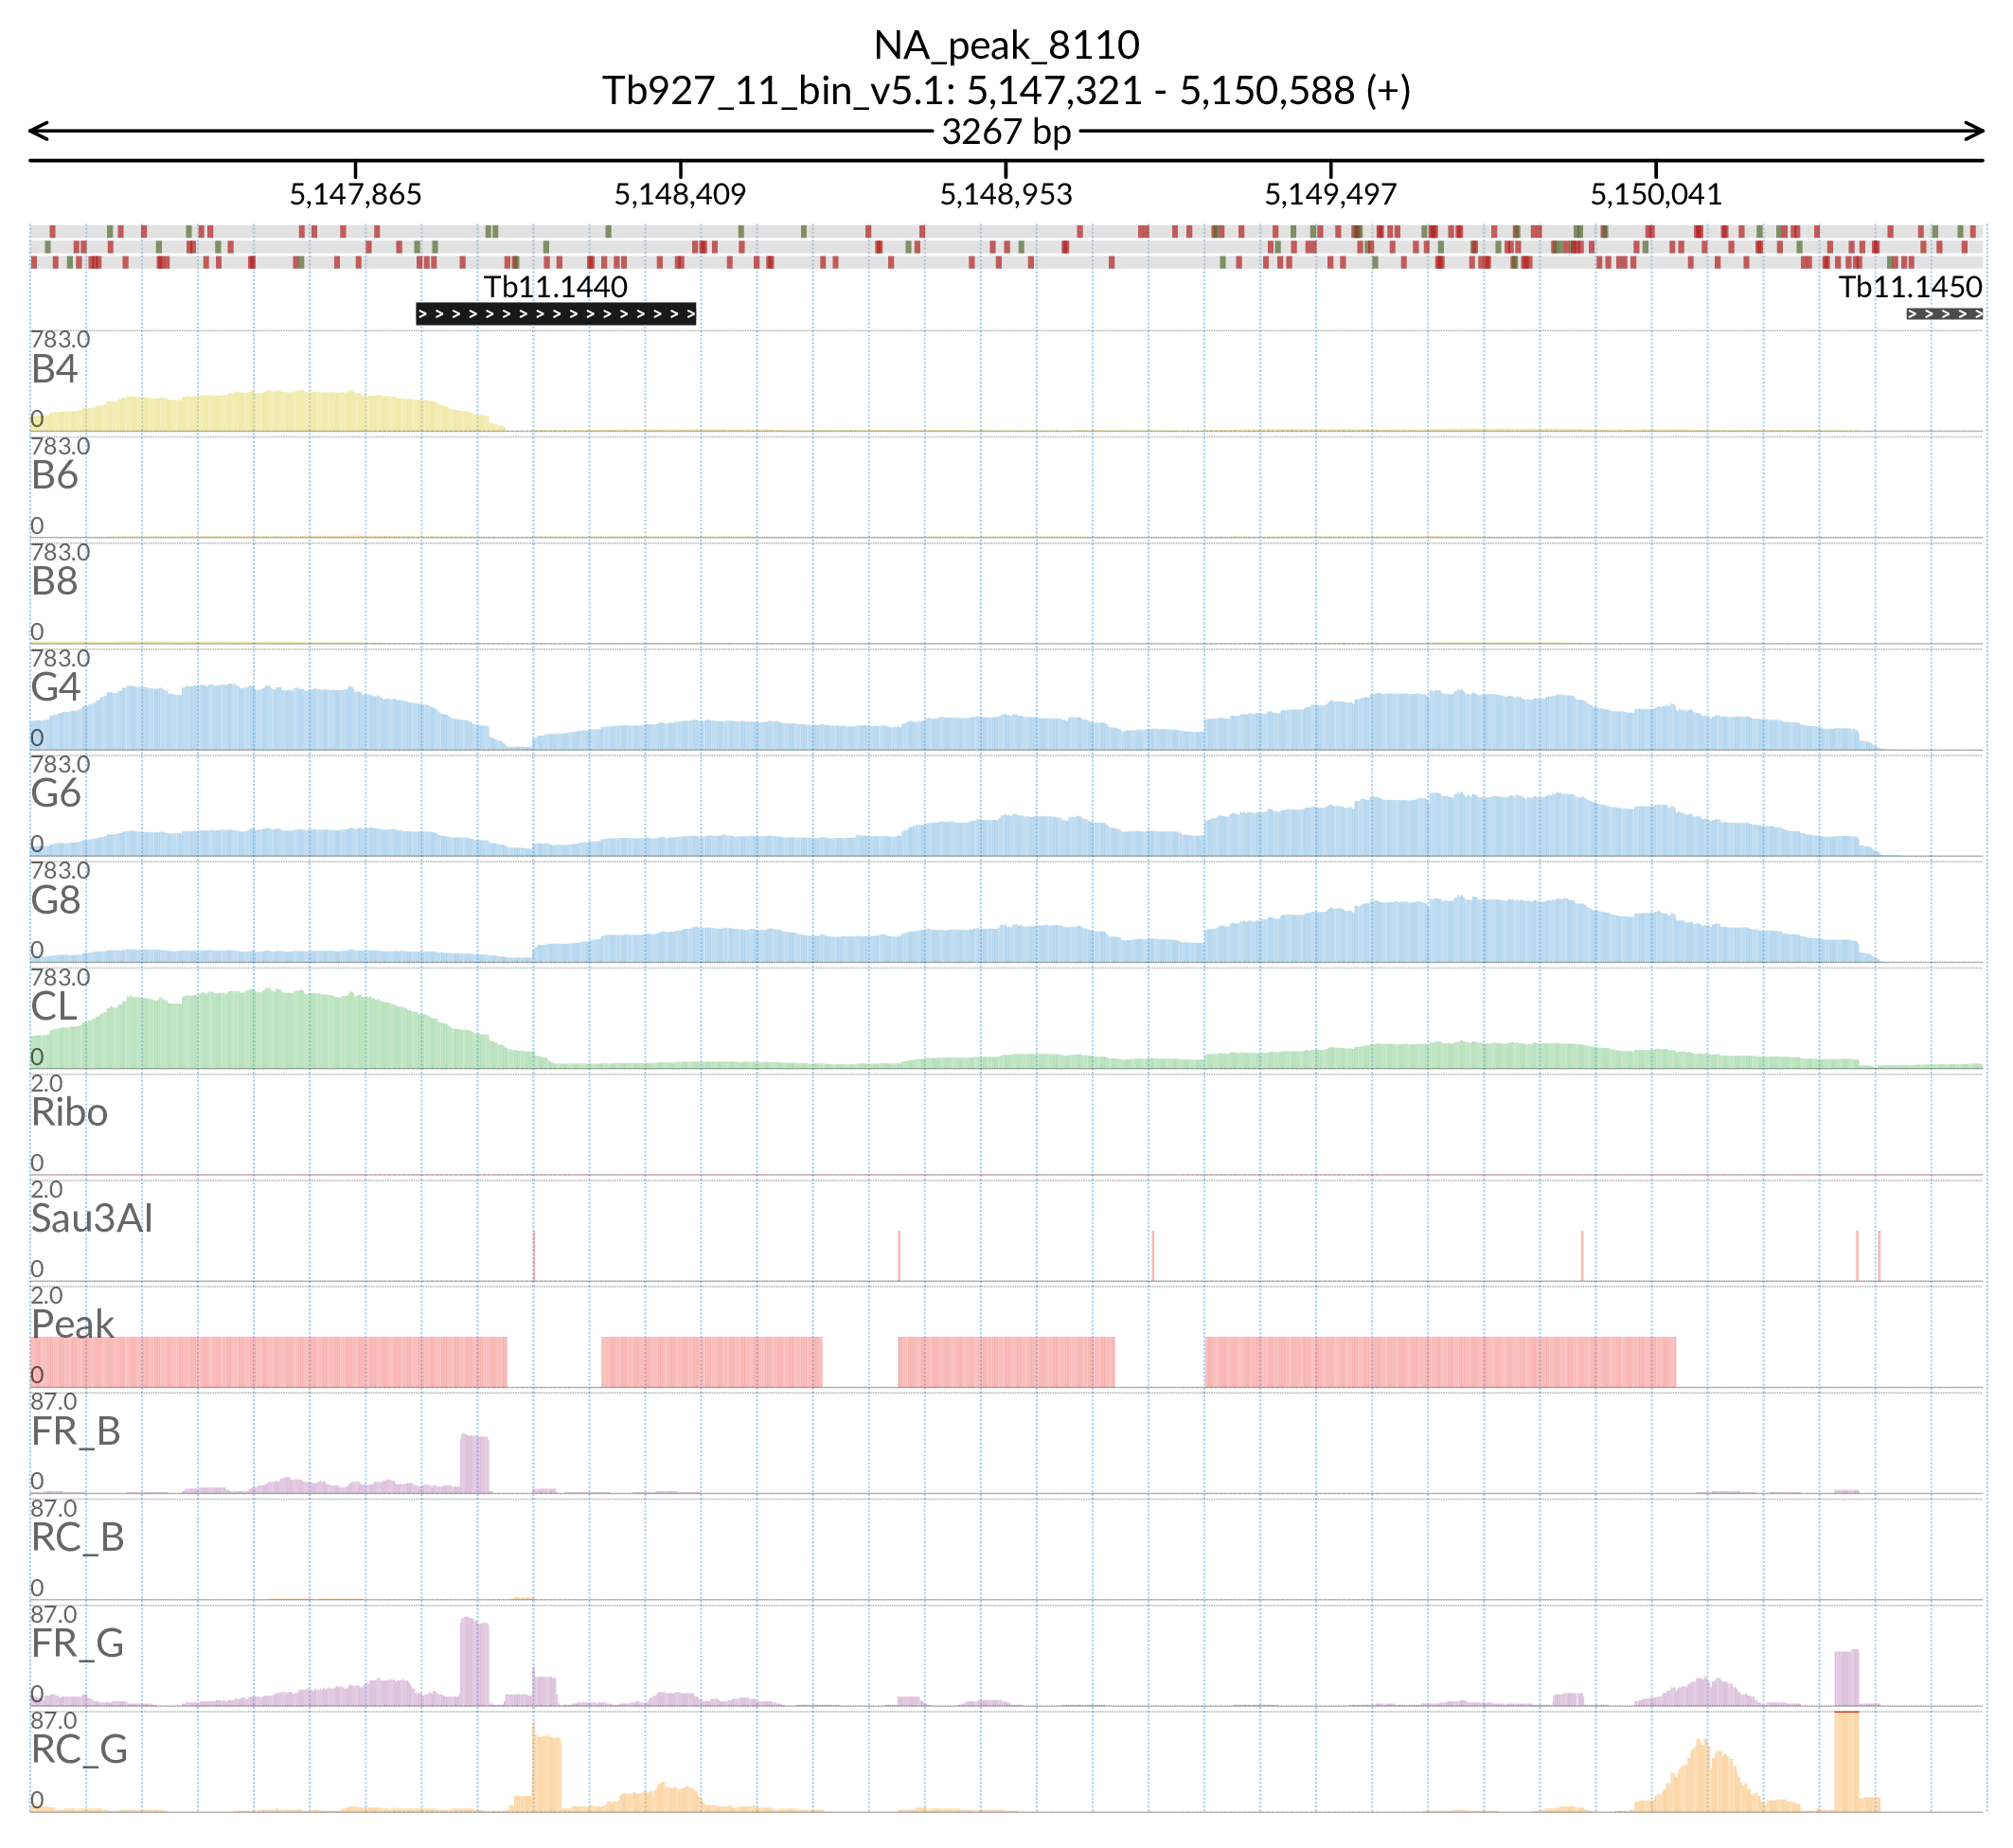 NA_peak_8110
Tb927_11_bin_v5.1: 5,147,321 - 5,150,588 (+)
3267 bp
5,147,865 5,148,409 5,148,953 5,149,497 5,150,041
Tb11.1440 Tb11.1450
783.0
B4
0
783.0
B6
0
783.0
B8
0
783.0
G4
0
783.0
G6
0
783.0
G8
0
783.0
CL
0
2.0
Ribo
0
2.0
Sau3AI
0
2.0
Peak
0
87.0
FR_B
0
87.0
RC_B
0
87.0
FR_G
0
87.0
RC_G
0